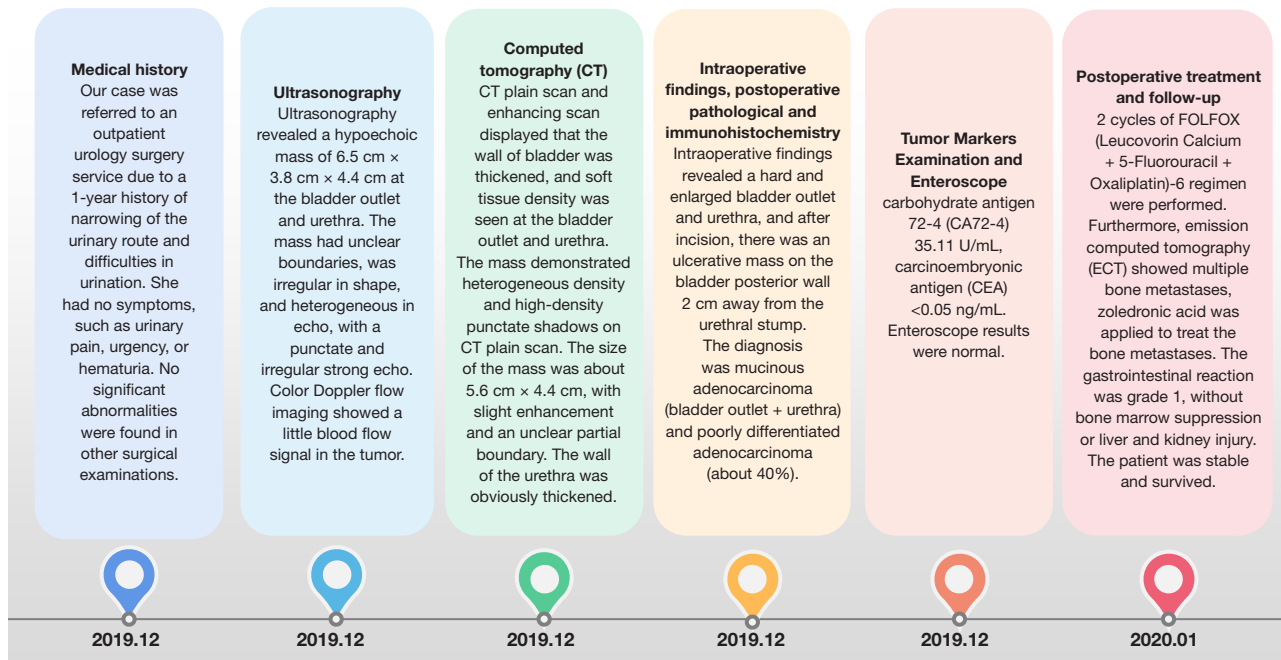 Medical history
Our case was
referred to an
outpatient
urology surgery
service due to a
1-year history of
narrowing of the
urinary route and
difficulties in
urination. She
had no symptoms,
such as urinary
pain, urgency, or
hematuria. No
significant
abnormalities
were found in
other surgical
examinations.
Ultrasonography
Ultrasonography
revealed a hypoechoic
mass of 6.5 cm ×
3.8 cm × 4.4 cm at
the bladder outlet
and urethra. The
mass had unclear
boundaries, was
irregular in shape,
and heterogeneous in
echo, with a
punctate and
irregular strong echo.
Color Doppler flow
imaging showed a
little blood flow
signal in the tumor.
Computed
tomography (CT)
CT plain scan and
enhancing scan
displayed that the
wall of bladder was
thickened, and soft
tissue density was
seen at the bladder
outlet and urethra.
The mass demonstrated
heterogeneous density
and high-density
punctate shadows on
CT plain scan. The size
of the mass was about
5.6 cm × 4.4 cm, with
slight enhancement
and an unclear partial
boundary. The wall
of the urethra was
obviously thickened.
Intraoperative
findings, postoperative
pathological and
immunohistochemistry
Intraoperative findings
revealed a hard and
enlarged bladder outlet
and urethra, and after
incision, there was an
ulcerative mass on the
bladder posterior wall
2 cm away from the
urethral stump.
The diagnosis
was mucinous
adenocarcinoma
(bladder outlet + urethra)
and poorly differentiated
adenocarcinoma
(about 40%).
Tumor Markers
Examination and
Enteroscope
carbohydrate antigen
72-4 (CA72-4)
35.11 U/mL,
carcinoembryonic
antigen (CEA)
<0.05 ng/mL.
Enteroscope results
were normal.
Postoperative treatment
and follow-up
2 cycles of FOLFOX
(Leucovorin Calcium
+ 5-Fluorouracil +
Oxaliplatin)-6 regimen
were performed.
Furthermore, emission
computed tomography
(ECT) showed multiple
bone metastases,
zoledronic acid was
applied to treat the
bone metastases. The
gastrointestinal reaction
was grade 1, without
bone marrow suppression
or liver and kidney injury.
The patient was stable
and survived.
2019.12
2019.12
2019.12
2019.12
2019.12
2020.01